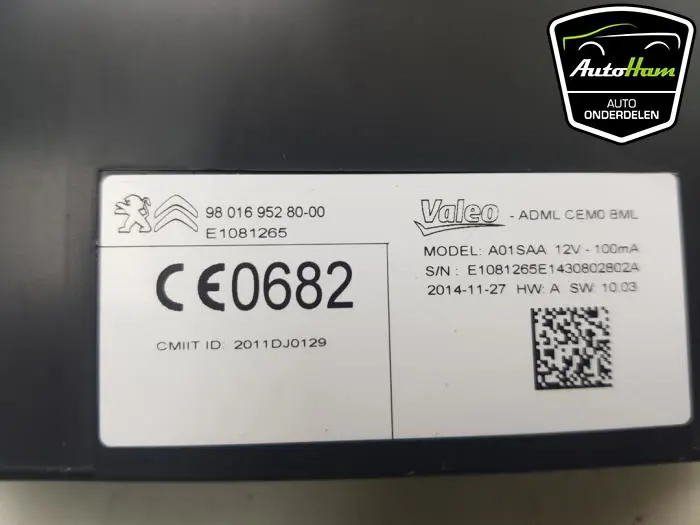 AutoHam
AUTO
ONDERDELEN
98 016 952 80-00
E1081265
CE0682
CMIIT ID: 2011DJ0129
Valeo - ADML CEM0 BML
MODEL: A01SAA 12V - 100mA
S/N : E1081265E1430802802A
2014-11-27 HW: A SW: 10.03